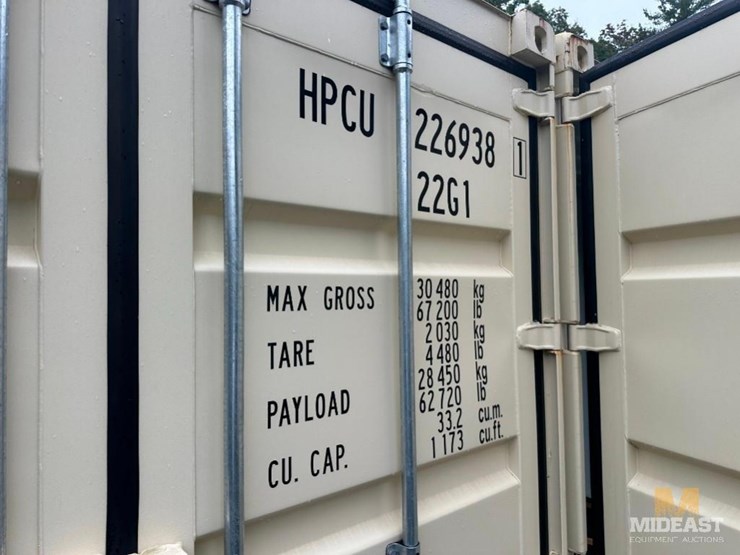 HPCU 226938 1
22G1
MAX GROSS 30 480 kg
67 200 lb
TARE 2 030 kg
4 480 lb
PAYLOAD 28 450 kg
62 720 lb
CU. CAP. 33.2 cu.m.
1 173 cu.ft.
M
MIDEAST
EQUIPMENT AUCTIONS